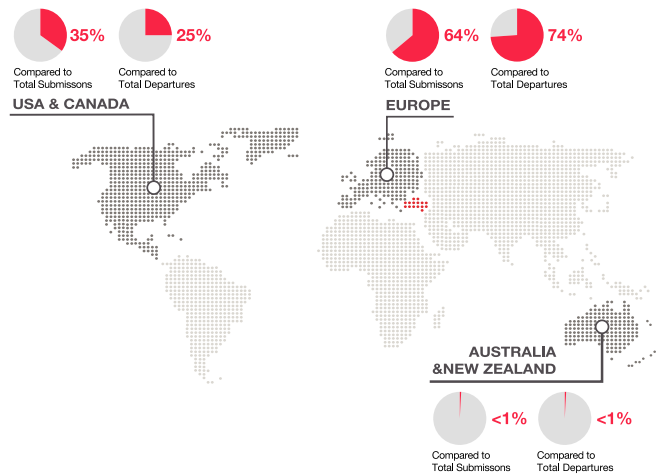 35%
Compared to
Total Submissons
25%
Compared to
Total Departures
USA & CANADA
64%
Compared to
Total Submissons
74%
Compared to
Total Departures
EUROPE
AUSTRALIA
&NEW ZEALAND
<1%
Compared to
Total Submissons
<1%
Compared to
Total Departures